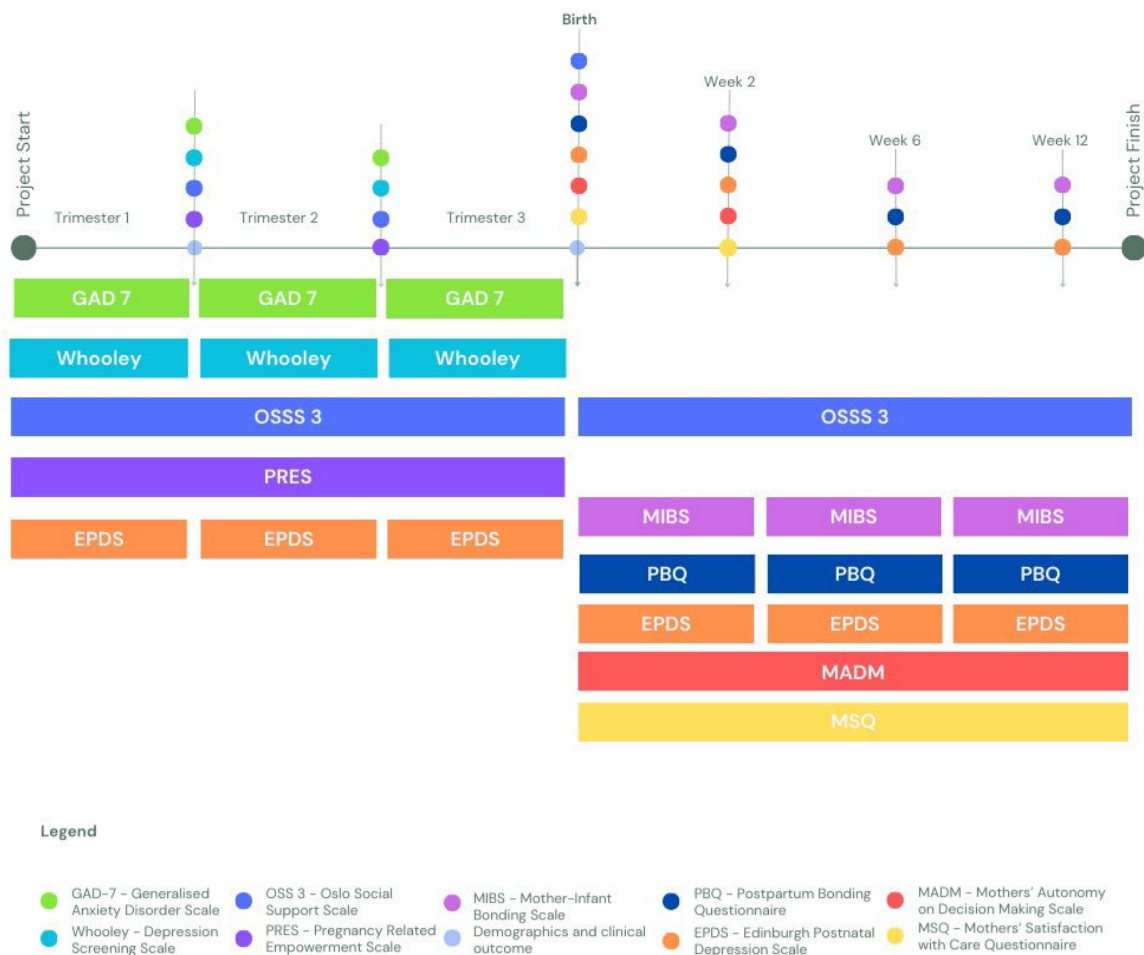 Birth
Week 2
Week 6
Week 12
Project Start
Project Finish
Trimester 1
Trimester 2
Trimester 3
GAD 7
GAD 7
GAD 7
Whooley
Whooley
Whooley
OSSS 3
OSSS 3
PRES
EPDS
EPDS
EPDS
MIBS
MIBS
MIBS
PBQ
PBQ
PBQ
EPDS
EPDS
EPDS
MADM
MSQ
Legend
GAD-7 - Generalised
Anxiety Disorder Scale
Whooley - Depression
Screening Scale
OSS 3 - Oslo Social
Support Scale
PRES - Pregnancy Related
Empowerment Scale
MIBS - Mother-Infant
Bonding Scale
Demographics and clinical
outcome
PBQ - Postpartum Bonding
Questionnaire
EPDS - Edinburgh Postnatal
Depression Scale
MADM - Mothers' Autonomy
on Decision Making Scale
MSQ - Mothers' Satisfaction
with Care Questionnaire